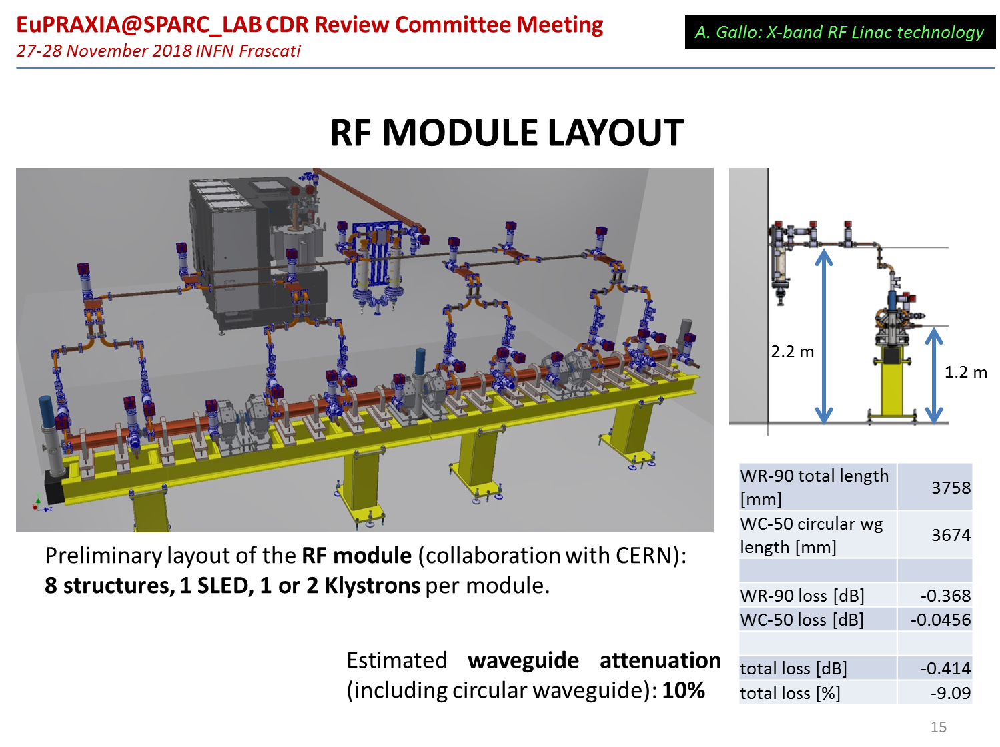 EuPRAXIA@SPARC_LAB CDR Review Committee Meeting
27-28 November 2018 INFN Frascati
A. Gallo: X-band RF Linac technology
RF MODULE LAYOUT
2.2 m
1.2 m
Preliminary layout of the RF module (collaboration with CERN):
8 structures, 1 SLED, 1 or 2 Klystrons per module.
Estimated waveguide attenuation
(including circular waveguide): 10%
WR-90 total length
[mm] 3758
WC-50 circular wg
length [mm] 3674
WR-90 loss [dB] -0.368
WC-50 loss [dB] -0.0456
total loss [dB] -0.414
total loss [%] -9.09
15